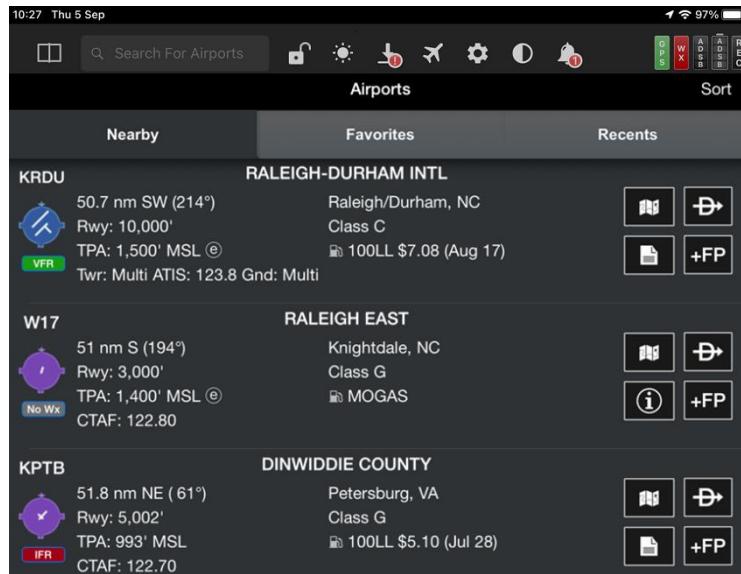 10:27 Thu 5 Sep 97%
Search For Airports 1 GPS WX ADSB ADSB REC
Airports Sort
Nearby Favorites Recents
KRDU RALEIGH-DURHAM INTL
50.7 nm SW (214°) Raleigh/Durham, NC
Rwy: 10,000' Class C
TPA: 1,500' MSL ⓔ 100LL $7.08 (Aug 17)
VFR Twr: Multi ATIS: 123.8 Gnd: Multi
D +FP
W17 RALEIGH EAST
51 nm S (194°) Knightdale, NC
Rwy: 3,000' Class G
TPA: 1,400' MSL ⓔ MOGAS
No Wx CTAF: 122.80
D i +FP
KPTB DINWIDDIE COUNTY
51.8 nm NE ( 61°) Petersburg, VA
Rwy: 5,002' Class G
TPA: 993' MSL 100LL $5.10 (Jul 28)
IFR CTAF: 122.70
D +FP